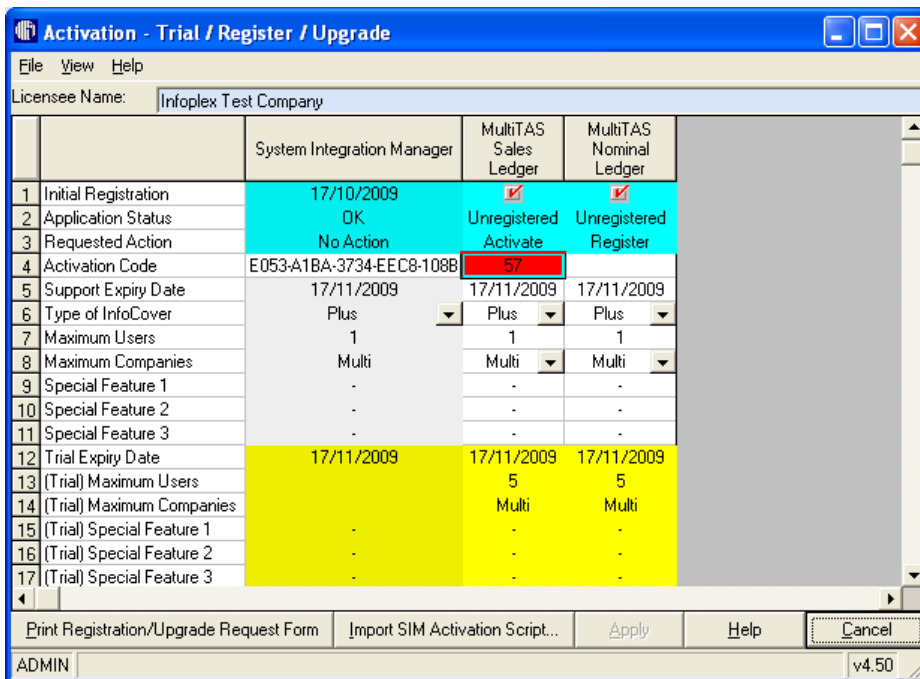 Activation - Trial / Register / Upgrade
File View Help
Licensee Name: Infoplex Test Company
System Integration Manager MultiTAS Sales Ledger MultiTAS Nominal Ledger
1 Initial Registration 17/10/2009
2 Application Status OK Unregistered Unregistered
3 Requested Action No Action Activate Register
4 Activation Code E053-A1BA-3734-EEC8-108B 57
5 Support Expiry Date 17/11/2009 17/11/2009 17/11/2009
6 Type of InfoCover Plus Plus Plus
7 Maximum Users 1 1 1
8 Maximum Companies Multi Multi Multi
9 Special Feature 1 - - -
10 Special Feature 2 - - -
11 Special Feature 3 - - -
12 Trial Expiry Date 17/11/2009 17/11/2009 17/11/2009
13 (Trial) Maximum Users 5 5
14 (Trial) Maximum Companies Multi Multi
15 (Trial) Special Feature 1 - - -
16 (Trial) Special Feature 2 - - -
17 (Trial) Special Feature 3 - - -
Print Registration/Upgrade Request Form Import SIM Activation Script... Apply Help Cancel
ADMIN v4.50